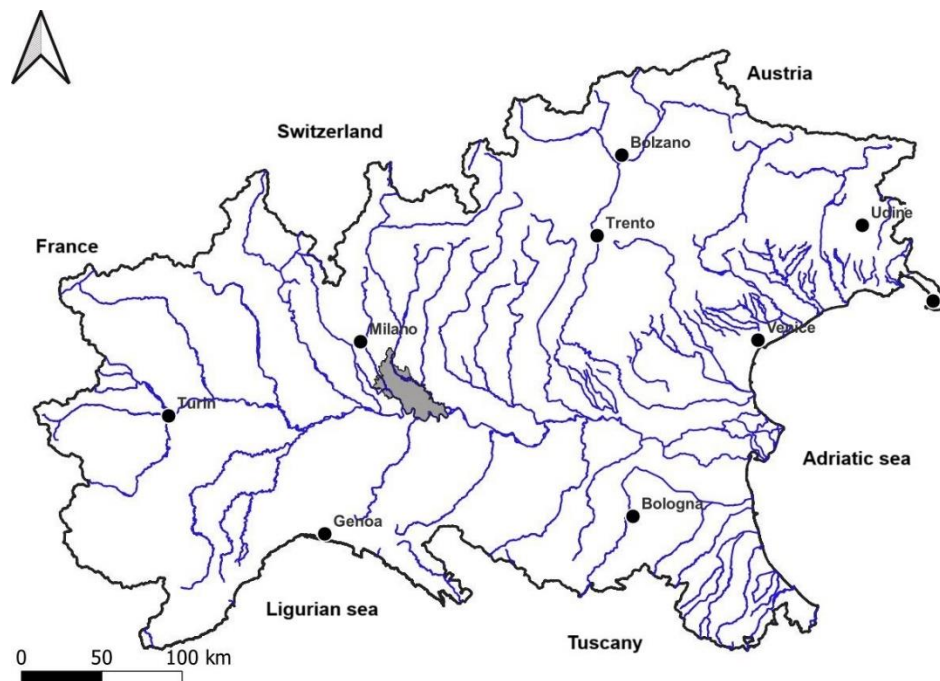 Austria
Switzerland
Bolzano
Udine
Trento
France
Milano
Venice
Turin
Adriatic sea
Bologna
Genoa
Ligurian sea
Tuscany
0 50 100 km